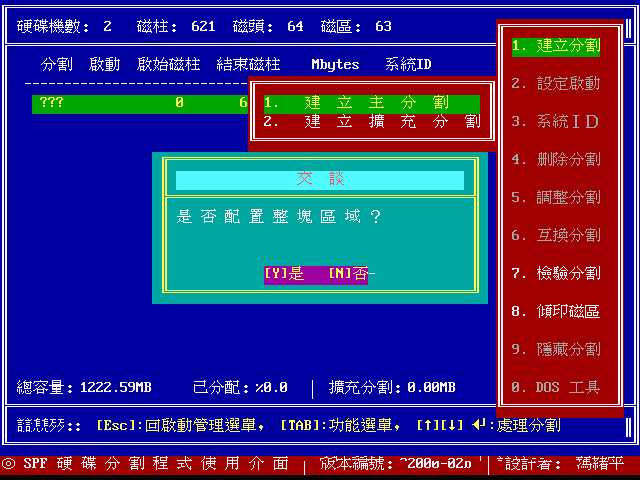 硬碟機數: 2 磁柱: 621 磁頭: 64 磁區: 63
分割 啟動 啟始磁柱 結束磁柱 Mbytes 系統ID
??? 0 6
1. 建立主分割
2. 建立擴充分割
交談
是否配置整塊區域?
[Y]是 [N]否
1. 建立分割
2. 設定啟動
3. 系統ID
4. 刪除分割
5. 調整分割
6. 互換分割
7. 檢驗分割
8. 傾印磁區
9. 隱藏分割
0. DOS 工具
總容量:1222.59MB 已分配:%0.0 | 擴充分割:0.00MB
[Esc]:回啟動管理選單, [TAB]:功能選單, [↑][↓] ↲:處理分割
◎ SPF 硬碟分割程式使用介面 | 版本編號: | 設計者: 馮緒平